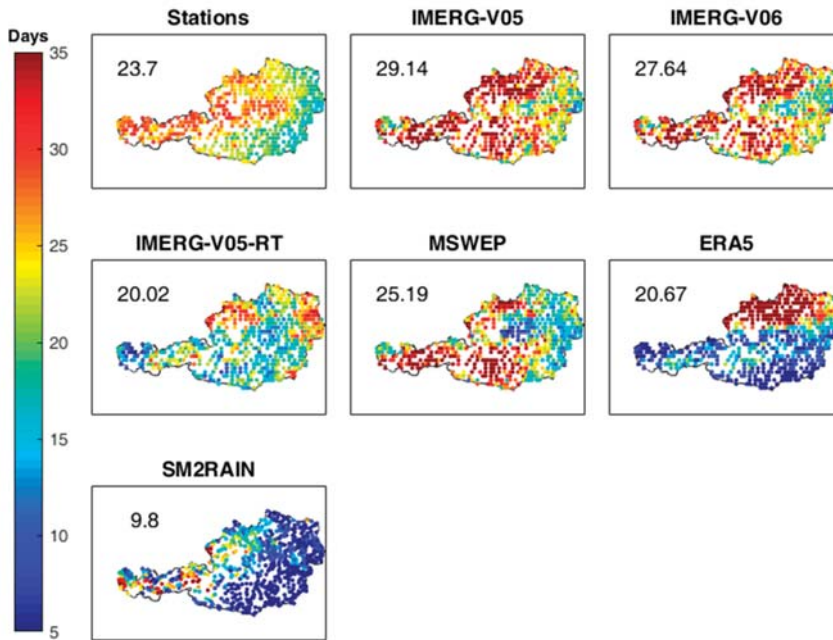 Stations IMERG-V05 IMERG-V06
Days
35
30
25
20
15
10
5
23.7 29.14 27.64
IMERG-V05-RT MSWEP ERA5
20.02 25.19 20.67
SM2RAIN
9.8